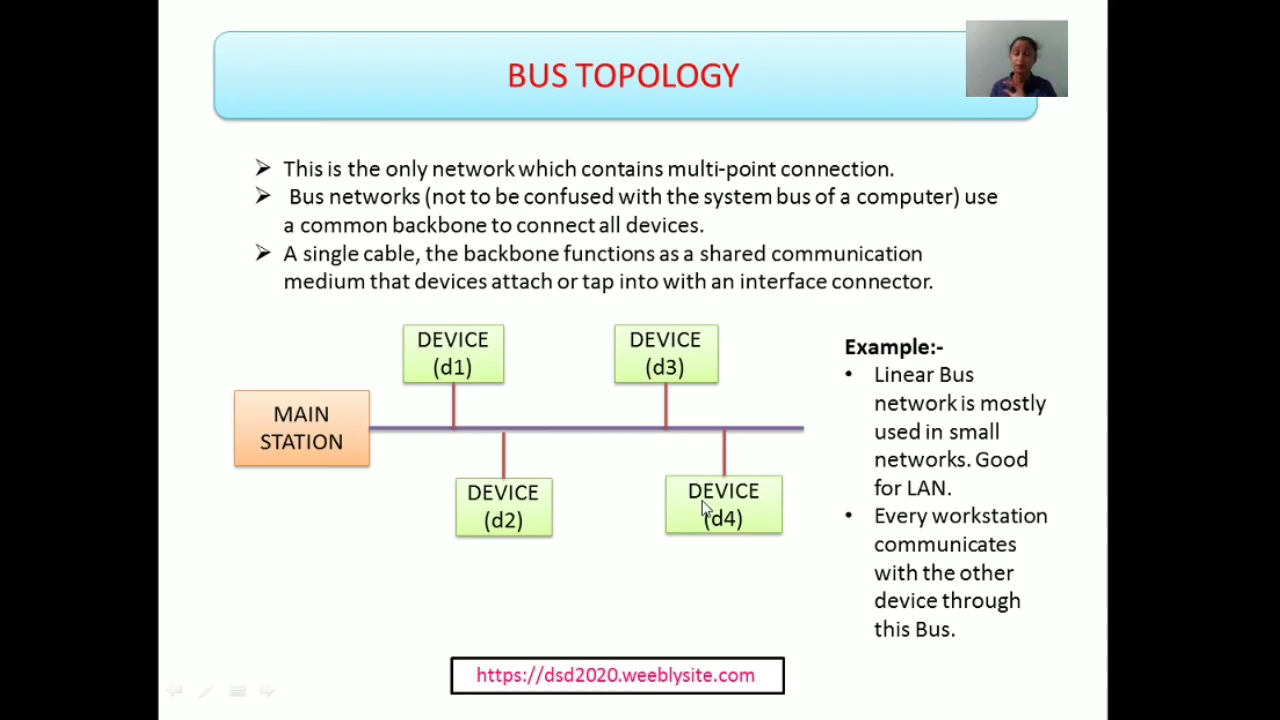 BUS TOPOLOGY
This is the only network which contains multi-point connection.
Bus networks (not to be confused with the system bus of a computer) use
a common backbone to connect all devices.
A single cable, the backbone functions as a shared communication
medium that devices attach or tap into with an interface connector.
DEVICE
(d1)
DEVICE
(d3)
MAIN
STATION
DEVICE
(d2)
DEVICE
(d4)
Example:-
Linear Bus
network is mostly
used in small
networks. Good
for LAN.
Every workstation
communicates
with the other
device through
this Bus.
https://dsd2020.weeblysite.com